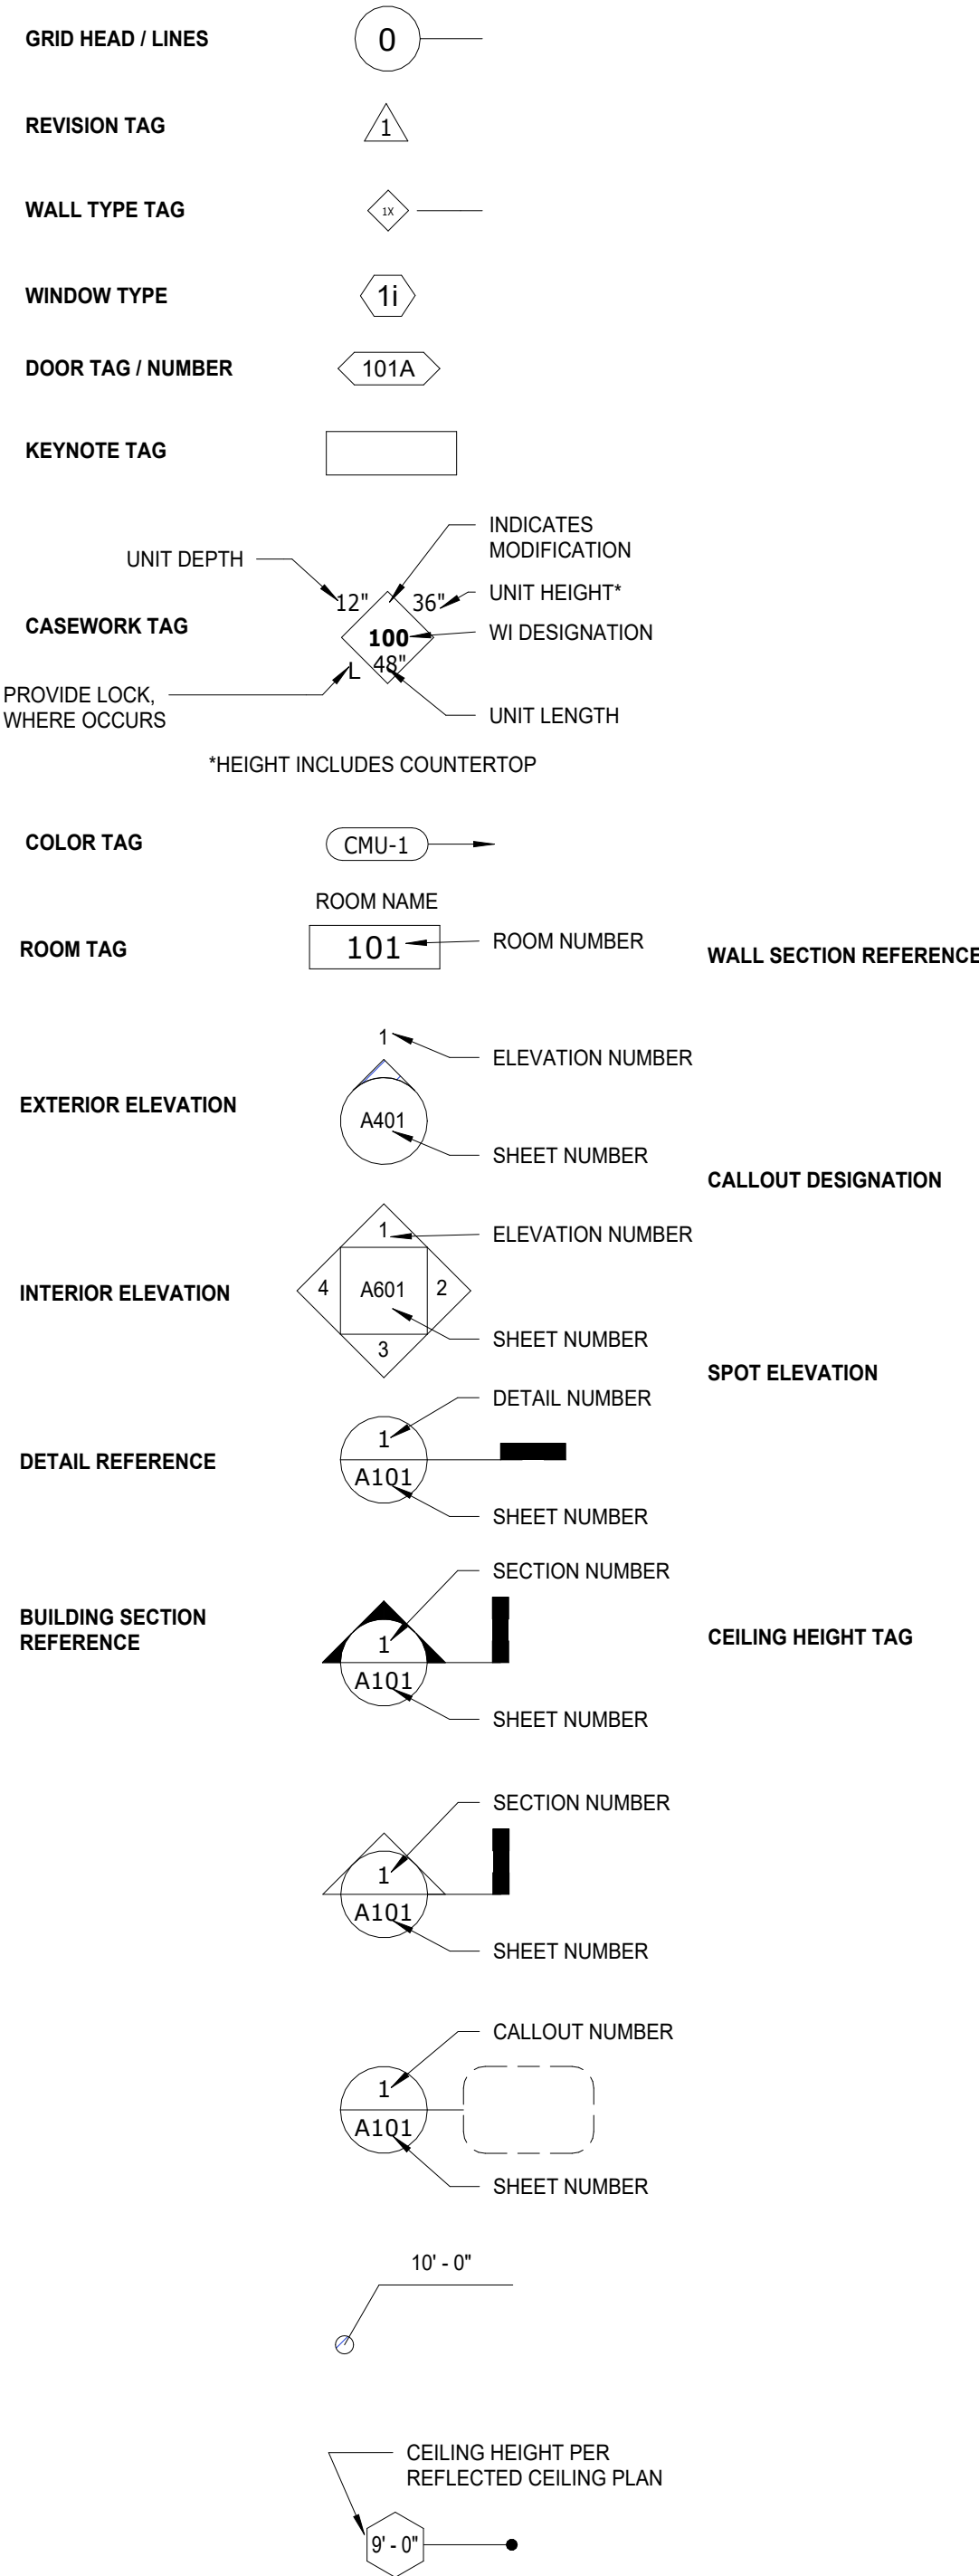 GRID HEAD / LINES
0
REVISION TAG
1
WALL TYPE TAG
1X
WINDOW TYPE
1i
DOOR TAG / NUMBER
101A
KEYNOTE TAG
INDICATES
MODIFICATION
UNIT DEPTH
12"
36"
UNIT HEIGHT*
CASEWORK TAG
100
WI DESIGNATION
48"
L
PROVIDE LOCK,
WHERE OCCURS
UNIT LENGTH
*HEIGHT INCLUDES COUNTERTOP
COLOR TAG
CMU-1
ROOM NAME
ROOM TAG
101
ROOM NUMBER
WALL SECTION REFERENCE
1
ELEVATION NUMBER
EXTERIOR ELEVATION
A401
SHEET NUMBER
CALLOUT DESIGNATION
1
ELEVATION NUMBER
INTERIOR ELEVATION
4
A601
2
3
SHEET NUMBER
SPOT ELEVATION
DETAIL NUMBER
1
DETAIL REFERENCE
A101
SHEET NUMBER
SECTION NUMBER
BUILDING SECTION
REFERENCE
1
A101
CEILING HEIGHT TAG
SHEET NUMBER
SECTION NUMBER
1
A101
SHEET NUMBER
CALLOUT NUMBER
1
A101
SHEET NUMBER
10' - 0"
CEILING HEIGHT PER
REFLECTED CEILING PLAN
9' - 0"